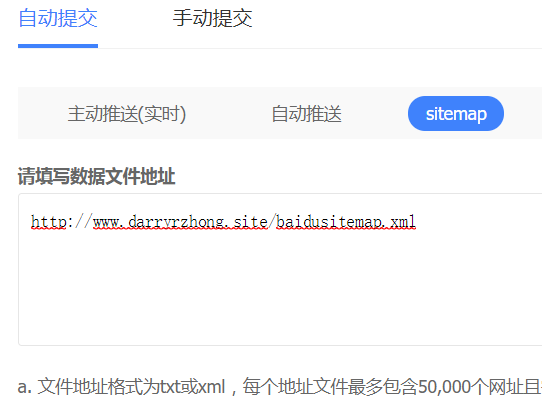 自动提交 手动提交
主动推送(实时) 自动推送 sitemap
请填写数据文件地址
http://www.darryrzhong.site/baidusitemap.xml
a. 文件地址格式为txt或xml，每个地址文件最多包含50,000个网址且